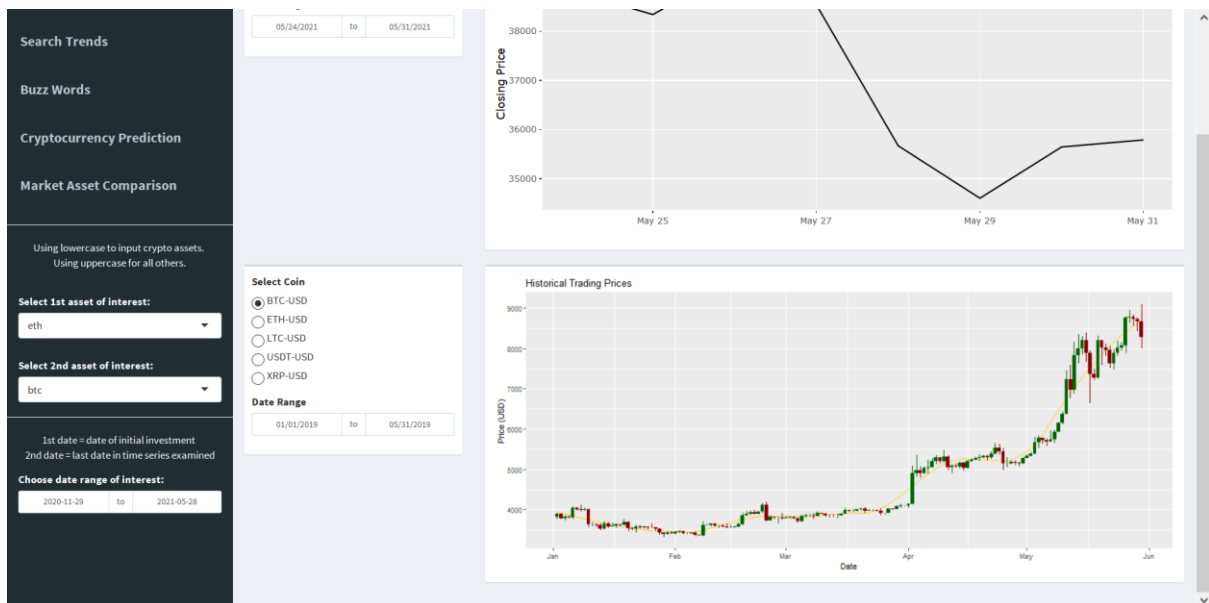 Search Trends
Buzz Words
Cryptocurrency Prediction
Market Asset Comparison
Using lowercase to input crypto assets.
Using uppercase for all others.
Select 1st asset of interest:
eth
Select 2nd asset of interest:
btc
1st date = date of initial investment
2nd date = last date in time series examined
Choose date range of interest:
2020-11-29 to 2021-05-28
05/24/2021 to 05/31/2021
Closing Price
38000
37000
36000
35000
May 25 May 27 May 29 May 31
Select Coin
BTC-USD
ETH-USD
LTC-USD
USDT-USD
XRP-USD
Date Range
01/01/2019 to 05/31/2019
Historical Trading Prices
Price (USD)
9000
8000
7000
6000
5000
4000
Jan Feb Mar Apr May Jun
Date